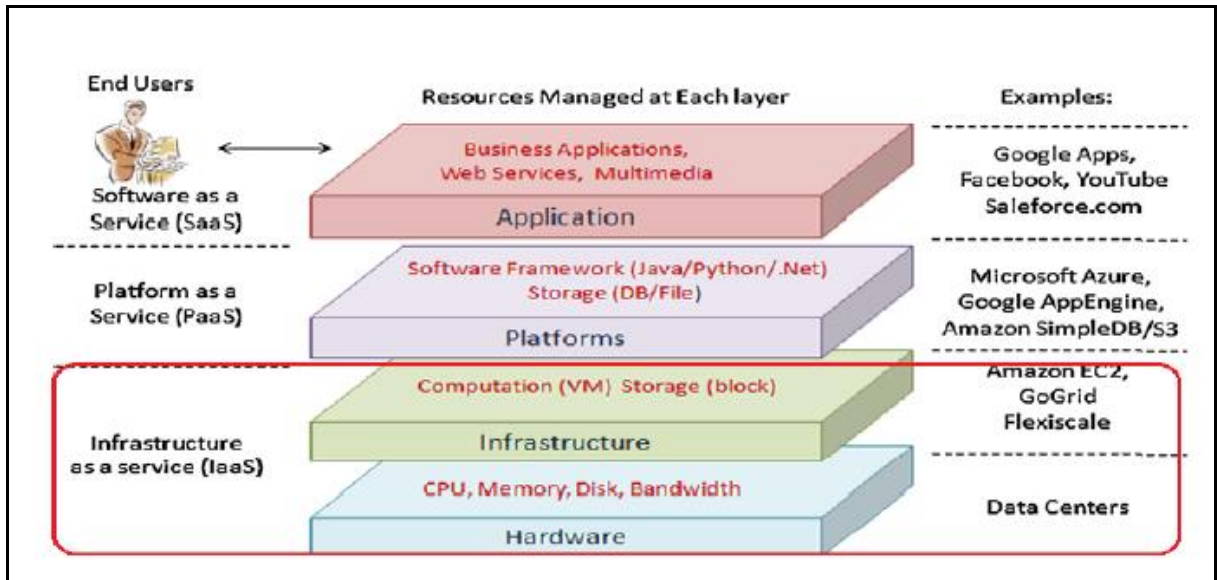 End Users
Resources Managed at Each layer
Examples:
Business Applications,
Web Services, Multimedia
Application
Software as a
Service (SaaS)
Google Apps,
Facebook, YouTube
Saleforce.com
Software Framework (Java/Python/.Net)
Storage (DB/File)
Platforms
Platform as a
Service (PaaS)
Microsoft Azure,
Google AppEngine,
Amazon SimpleDB/S3
Computation (VM) Storage (block)
Infrastructure
Amazon EC2,
GoGrid
Flexiscale
Infrastructure
as a service (IaaS)
CPU, Memory, Disk, Bandwidth
Hardware
Data Centers